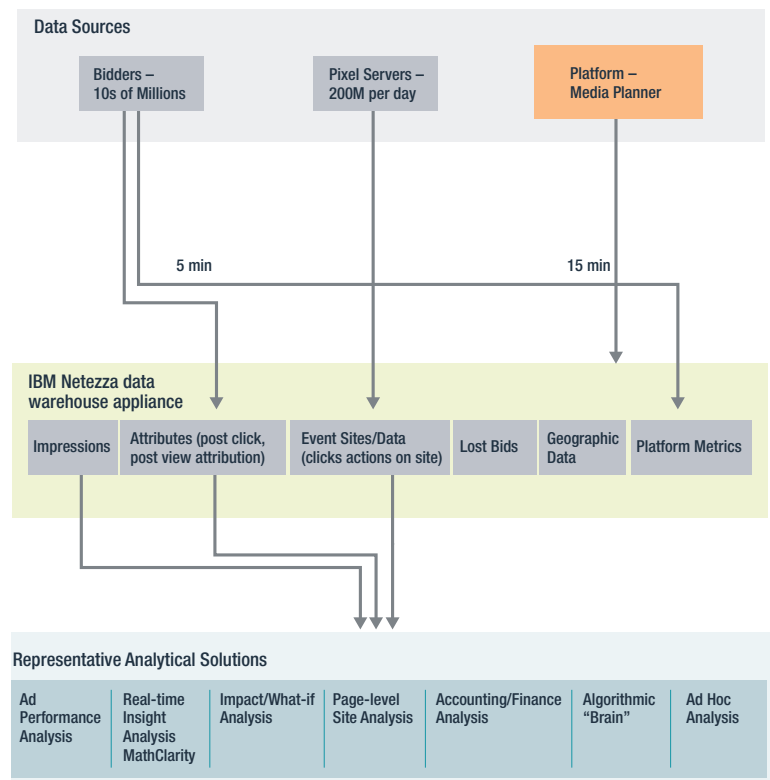 Data Sources
Bidders –
10s of Millions
Pixel Servers –
200M per day
Platform –
Media Planner
5 min
15 min
IBM Netezza data
warehouse appliance
Impressions
Attributes (post click,
post view attribution)
Event Sites/Data
(clicks actions on site)
Lost Bids
Geographic
Data
Platform Metrics
Representative Analytical Solutions
Ad
Performance
Analysis
Real-time
Insight
Analysis
MathClarity
Impact/What-if
Analysis
Page-level
Site Analysis
Accounting/Finance
Analysis
Algorithmic
“Brain”
Ad Hoc
Analysis